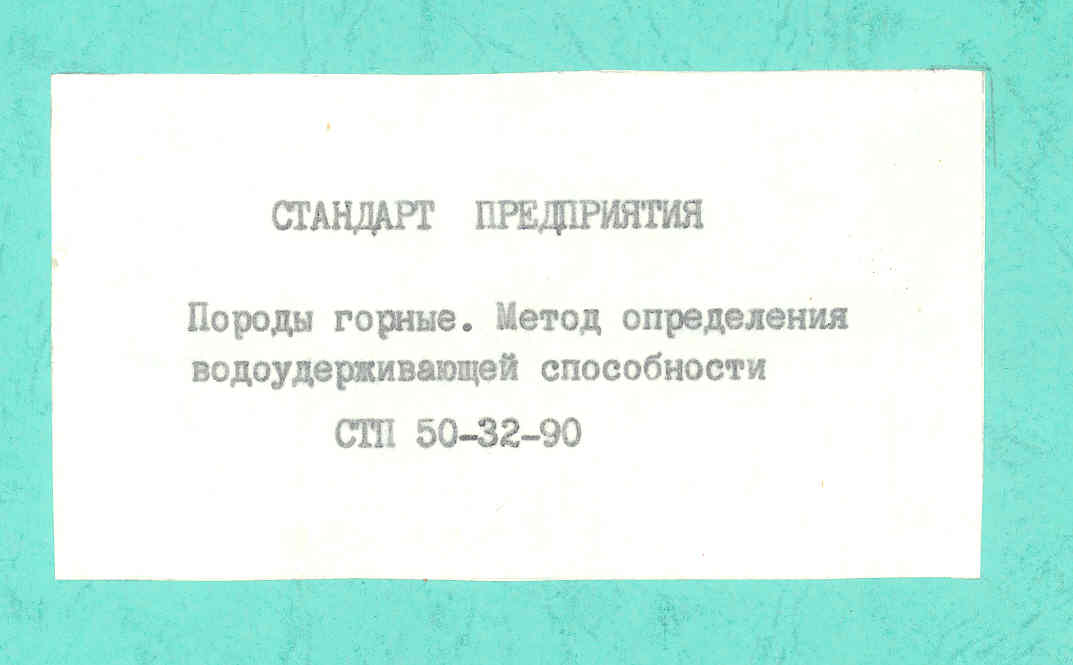 СТАНДАРТ ПРЕДПРИЯТИЯ
Породы горные. Метод определения
водоудерживающей способности
СТП 50-32-90